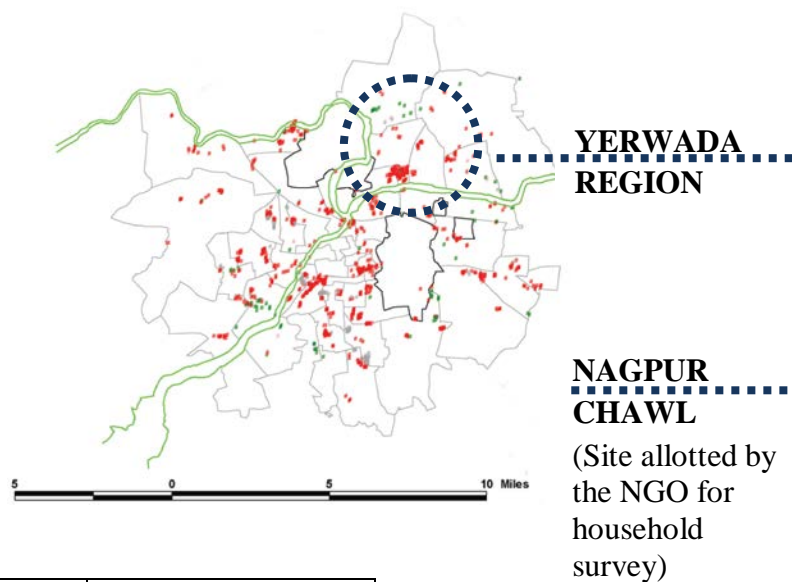 YERWADA
REGION
NAGPUR
CHAWL
(Site allotted by
the NGO for
household
survey)
5 0 5 10 Miles